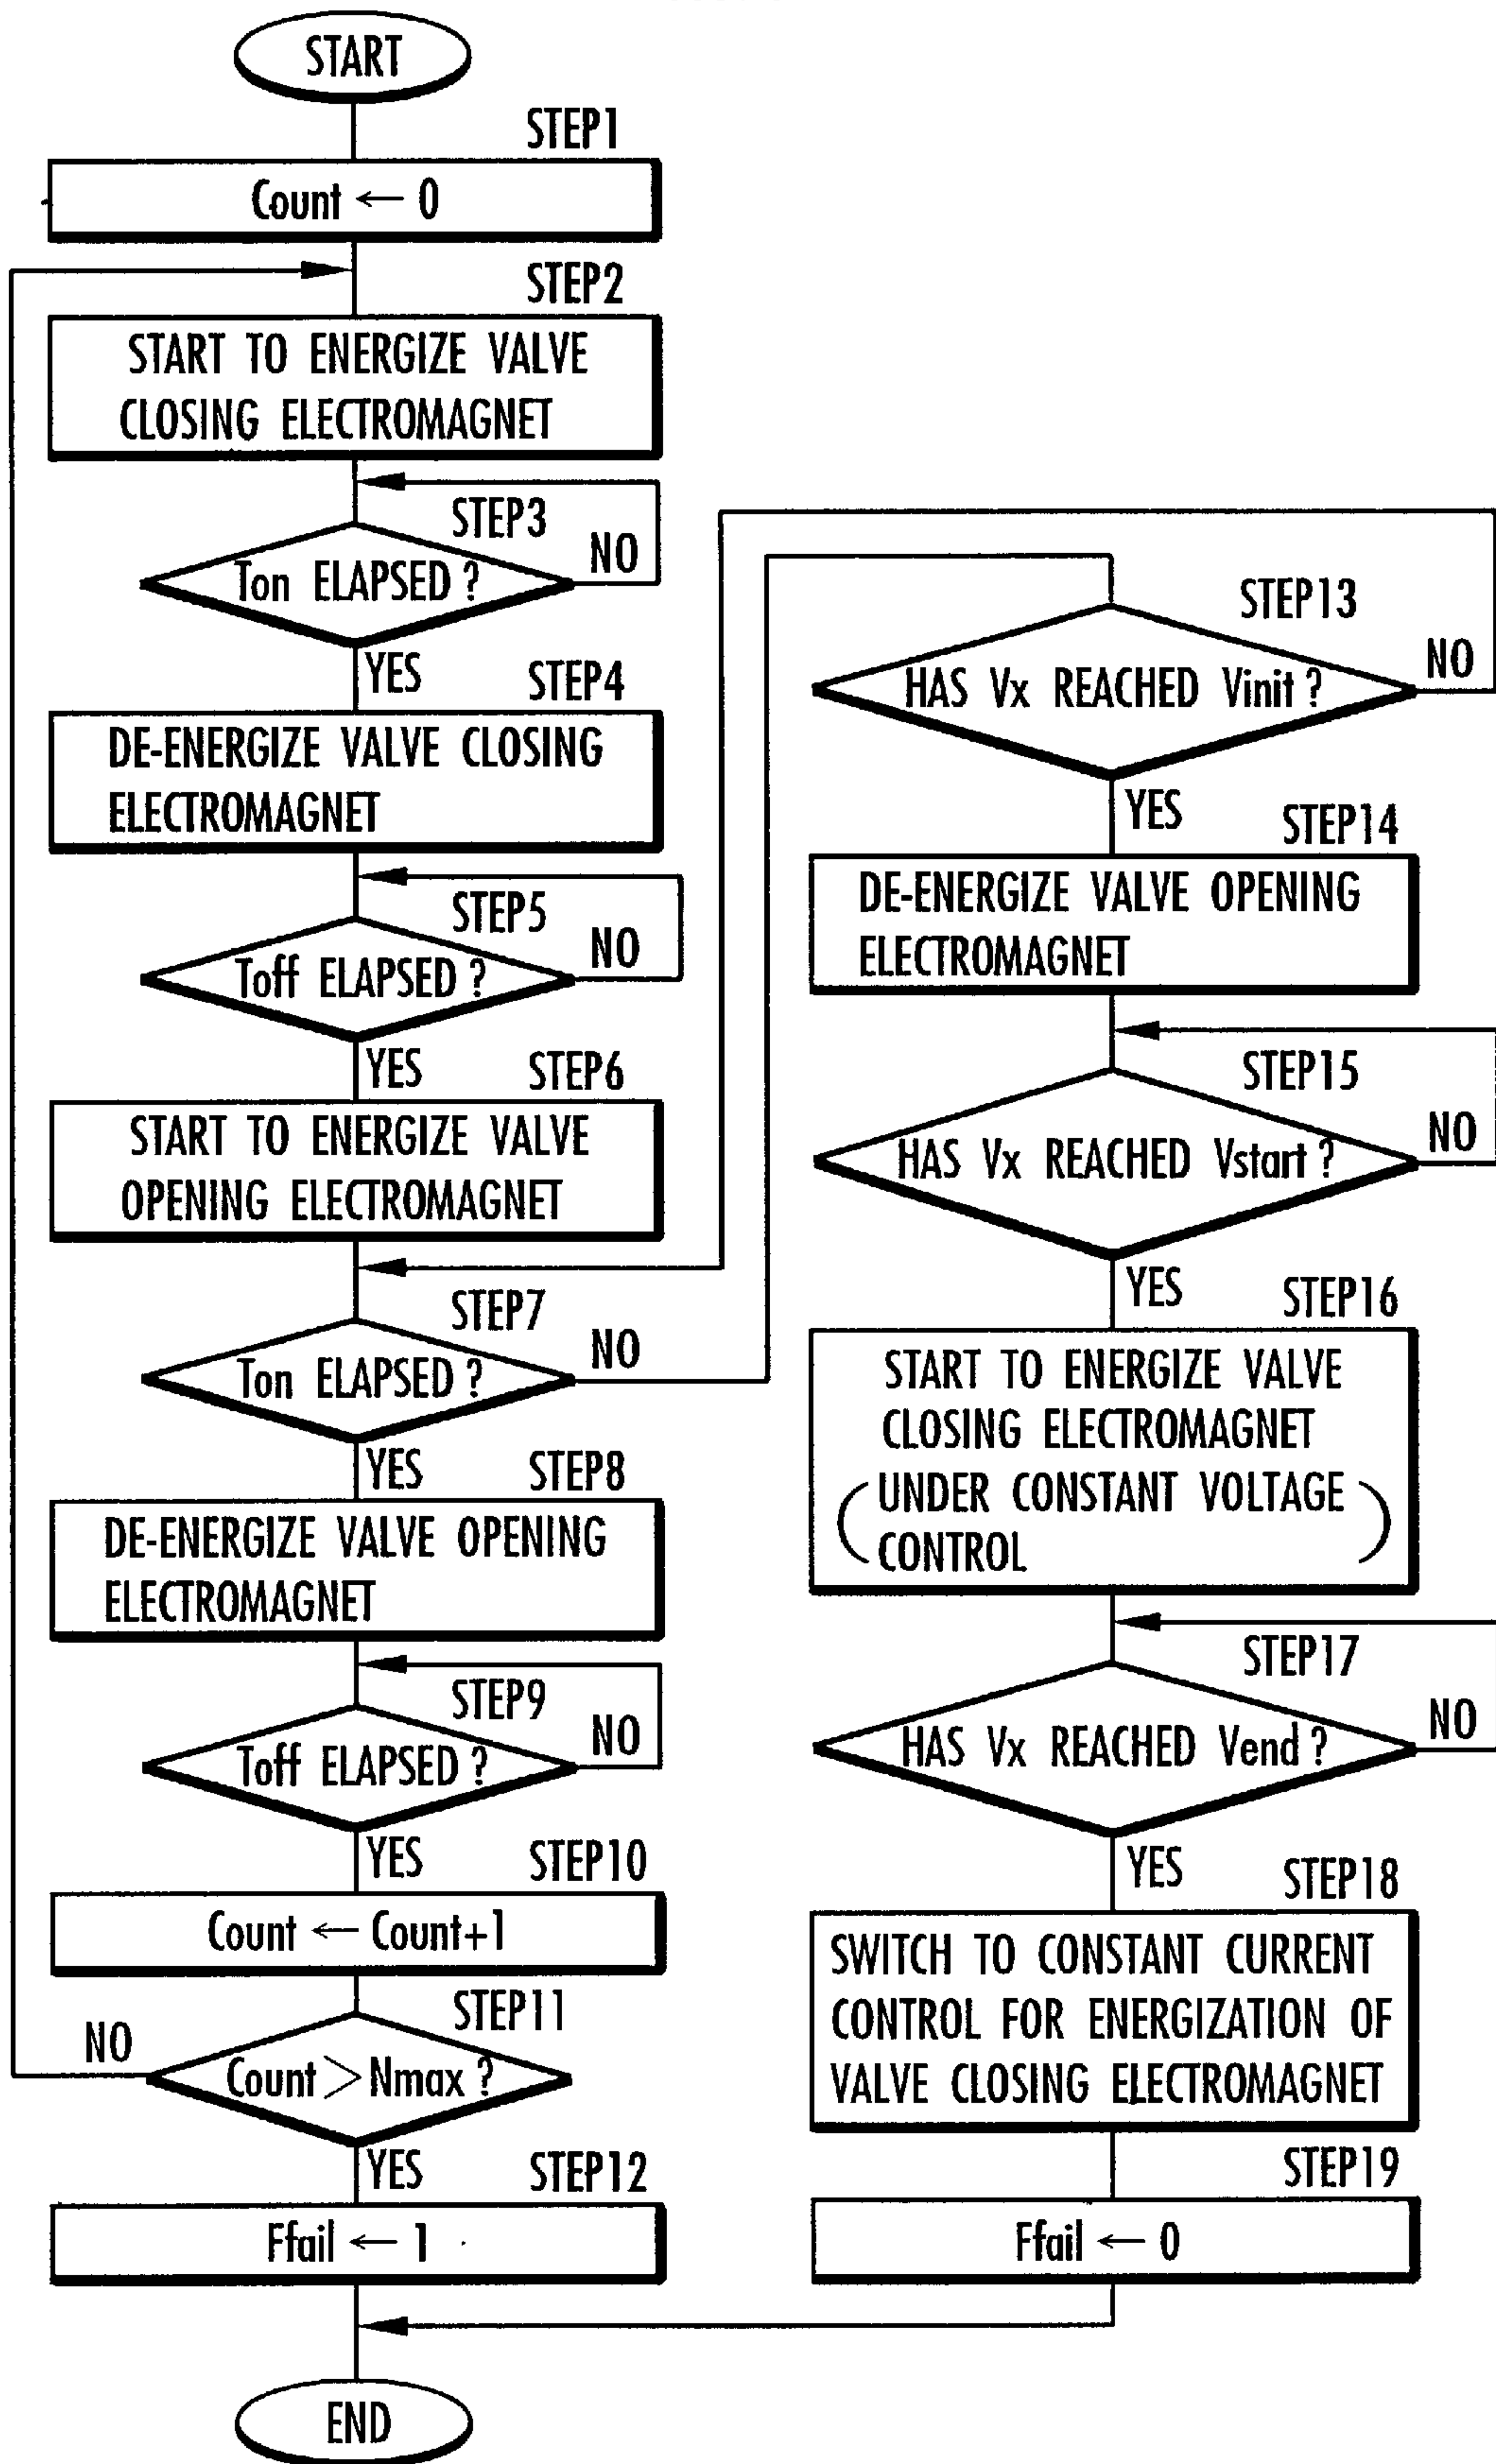 START
STEP1
Count ← 0
STEP2
START TO ENERGIZE VALVE
CLOSING ELECTROMAGNET
STEP3
Ton ELAPSED ?
NO
YES
STEP4
DE-ENERGIZE VALVE CLOSING
ELECTROMAGNET
STEP5
Toff ELAPSED ?
NO
YES
STEP6
START TO ENERGIZE VALVE
OPENING ELECTROMAGNET
STEP7
Ton ELAPSED ?
NO
YES
STEP8
DE-ENERGIZE VALVE OPENING
ELECTROMAGNET
STEP9
Toff ELAPSED ?
NO
YES
STEP10
Count ← Count+1
STEP11
NO
Count > Nmax ?
YES
STEP12
Ffail ← 1
END
STEP13
HAS Vx REACHED Vinit ?
NO
YES
STEP14
DE-ENERGIZE VALVE OPENING
ELECTROMAGNET
STEP15
HAS Vx REACHED Vstart ?
NO
YES
STEP16
START TO ENERGIZE VALVE
CLOSING ELECTROMAGNET
(UNDER CONSTANT VOLTAGE
CONTROL)
STEP17
HAS Vx REACHED Vend ?
NO
YES
STEP18
SWITCH TO CONSTANT CURRENT
CONTROL FOR ENERGIZATION OF
VALVE CLOSING ELECTROMAGNET
STEP19
Ffail ← 0